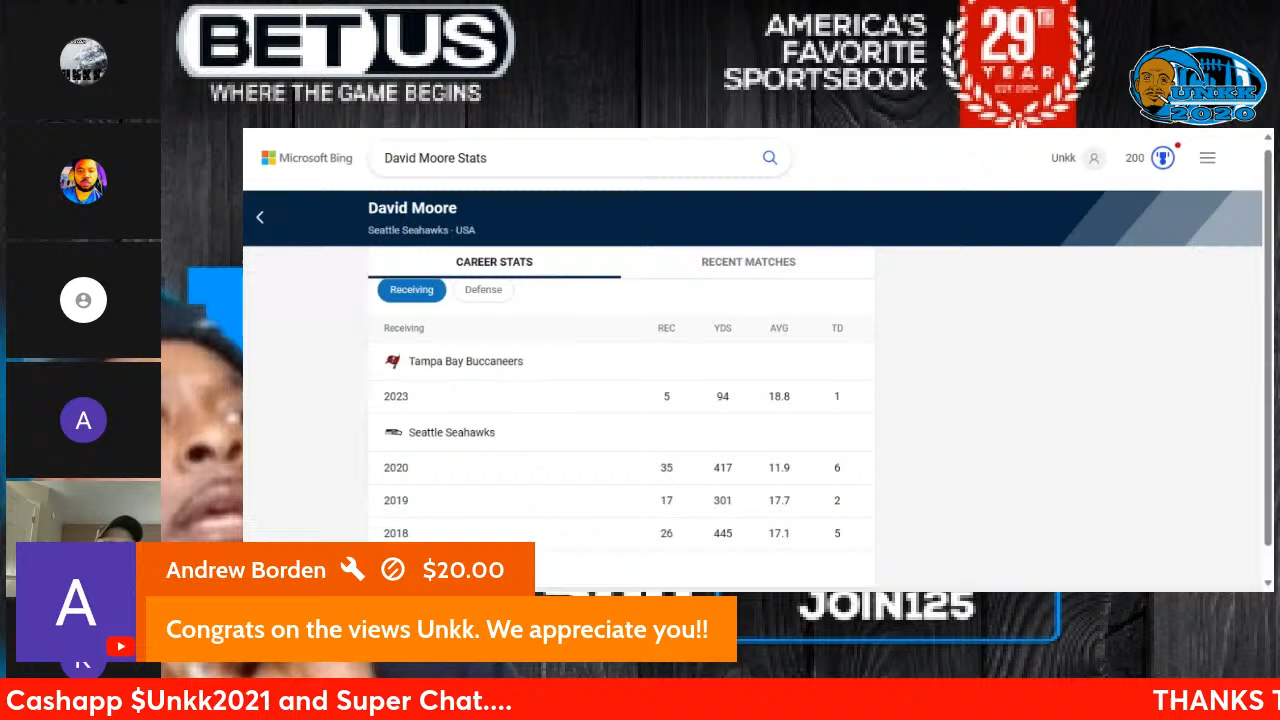 BETUS
WHERE THE GAME BEGINS
AMERICA'S
FAVORITE
SPORTSBOOK
29TH
YEAR
EST 1994
UNKK
2020
Microsoft Bing
David Moore Stats
Unkk
200
David Moore
Seattle Seahawks · USA
CAREER STATS RECENT MATCHES
Receiving Defense
Receiving REC YDS AVG TD
Tampa Bay Buccaneers
2023 5 94 18.8 1
Seattle Seahawks
2020 35 417 11.9 6
2019 17 301 17.7 2
2018 26 445 17.1 5
A
A
Andrew Borden $20.00
Congrats on the views Unkk. We appreciate you!!
JOIN125
Cashapp $Unkk2021 and Super Chat.... THANKS T